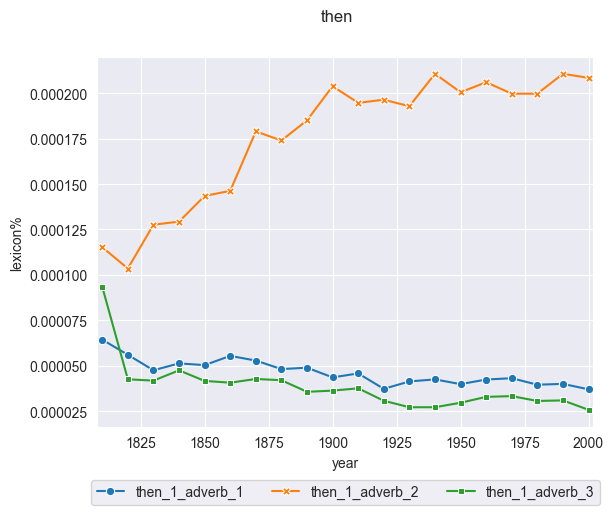 then
0.000200
0.000175
0.000150
0.000125
0.000100
0.000075
0.000050
0.000025
lexicon%
1825 1850 1875 1900 1925 1950 1975 2000
year
then_1_adverb_1 then_1_adverb_2 then_1_adverb_3